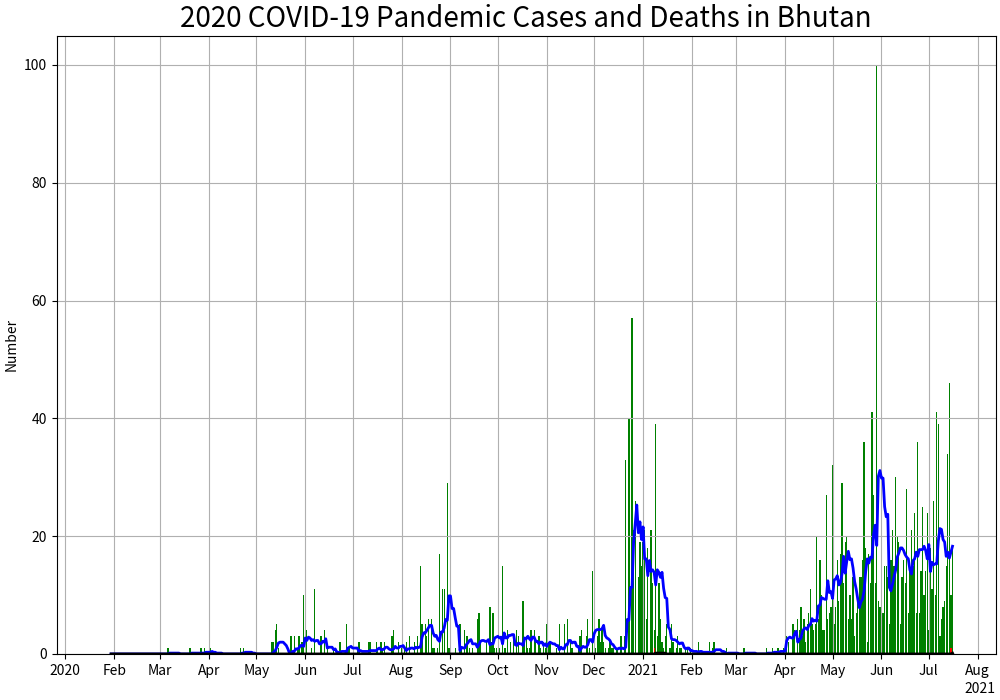 2020 COVID-19 Pandemic Cases and Deaths in Bhutan
Number
100
80
60
40
20
0
2020 Feb Mar Apr May Jun Jul Aug Sep Oct Nov Dec 2021 Feb Mar Apr May Jun Jul Aug
2021